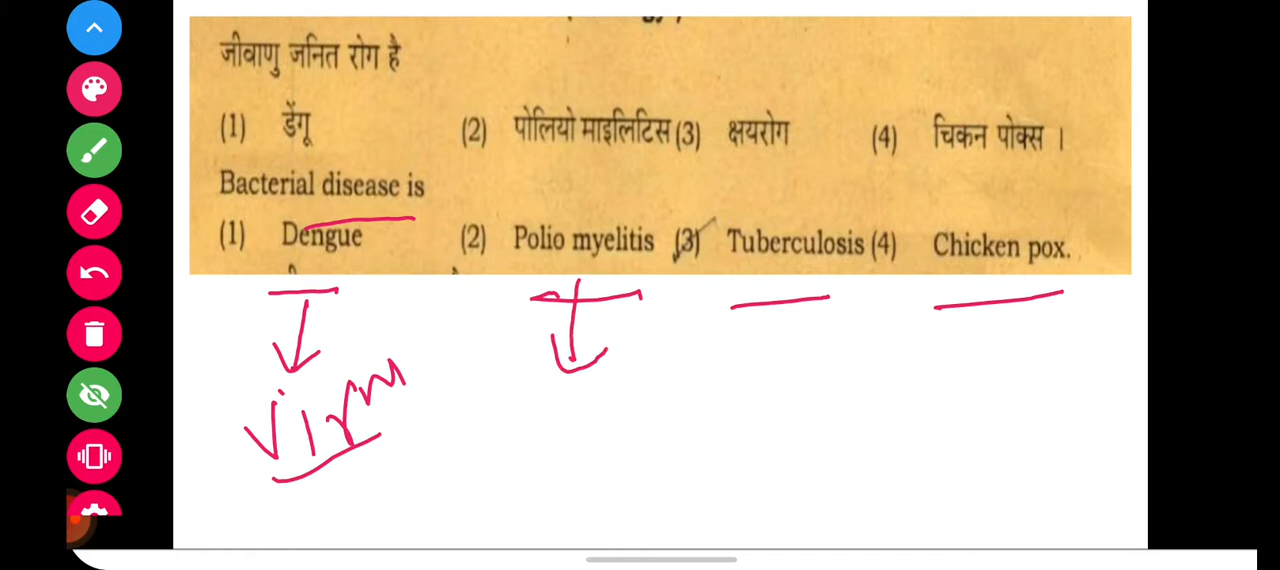 जीवाणु जनित रोग है
(1) डेंगू (2) पोलियो माइलिटिस (3) क्षयरोग (4) चिकन पोक्स ।
Bacterial disease is
(1) Dengue (2) Polio myelitis (3) Tuberculosis (4) Chicken pox.
Virus